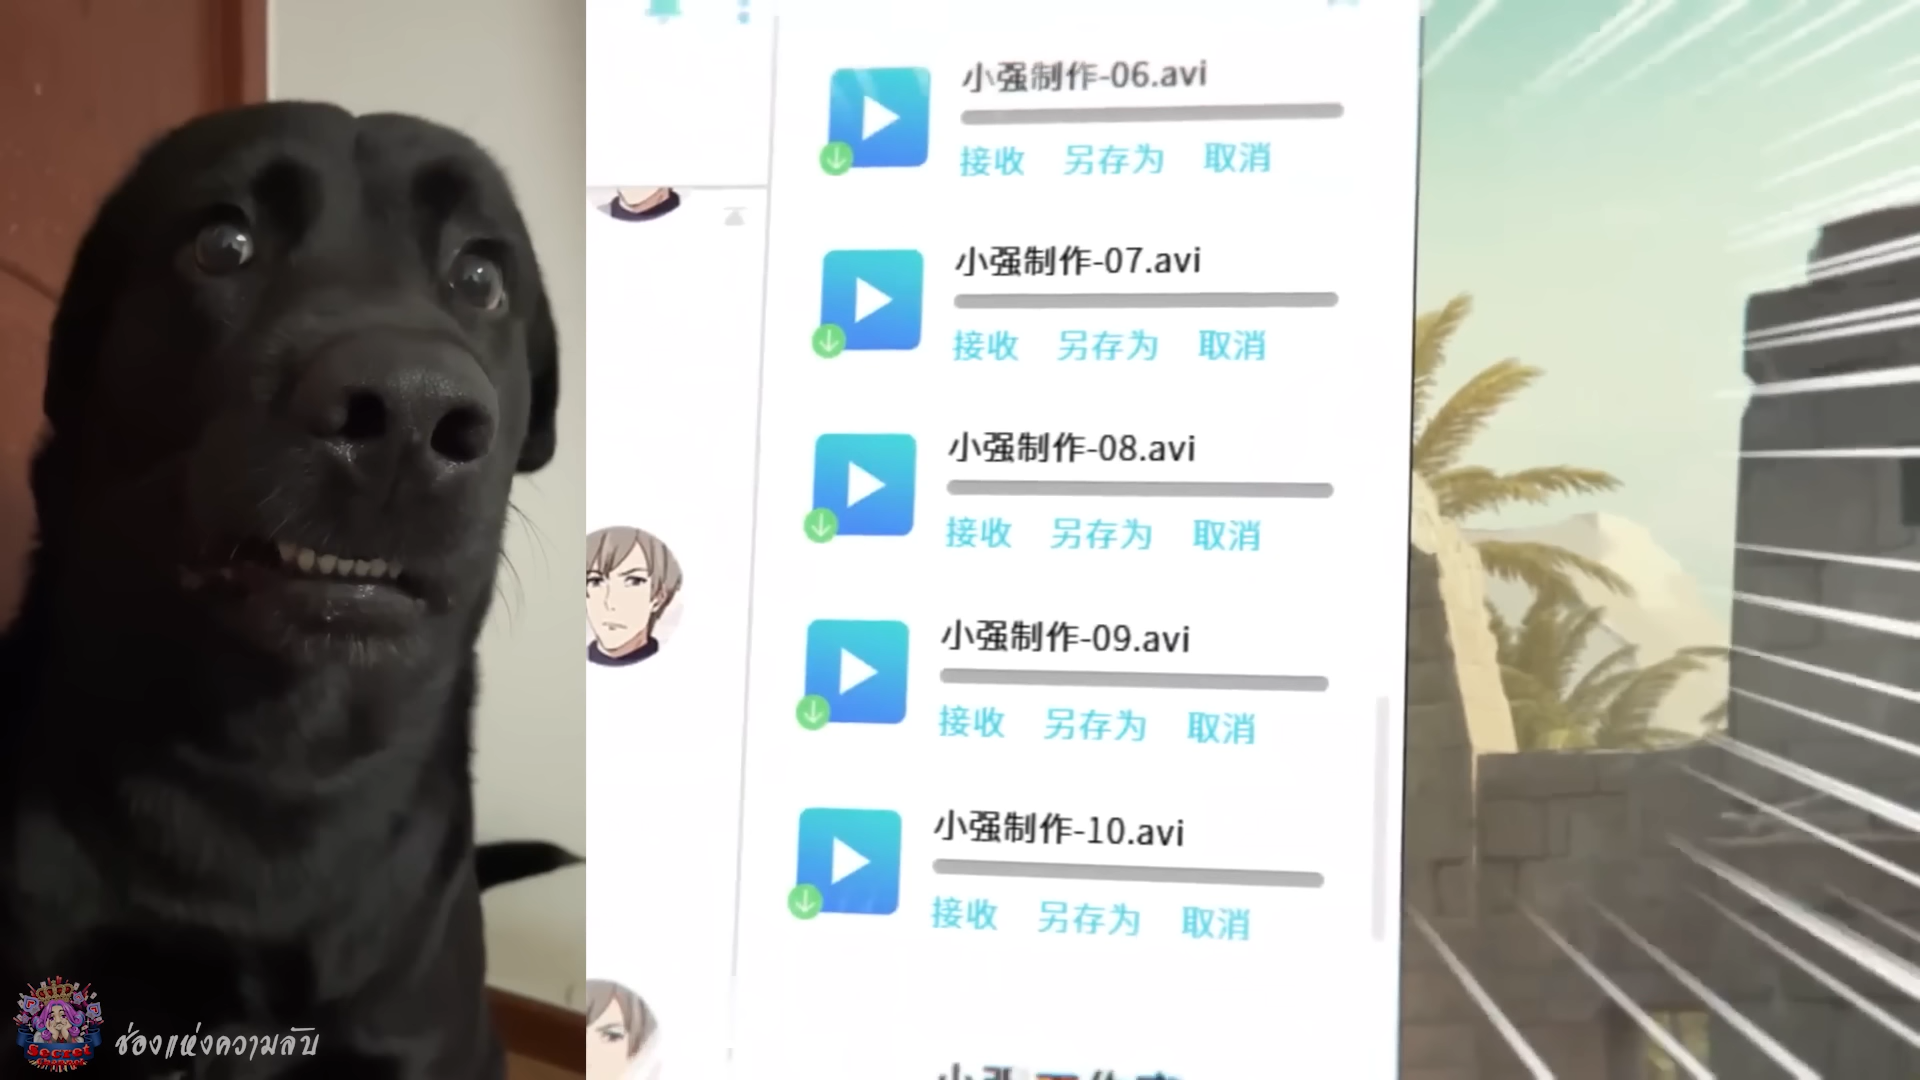 小强制作-06.avi
接收 另存为 取消
小强制作-07.avi
接收 另存为 取消
小强制作-08.avi
接收 另存为 取消
小强制作-09.avi
接收 另存为 取消
小强制作-10.avi
接收 另存为 取消
Secret
Channel
ช่องแห่งความลับ